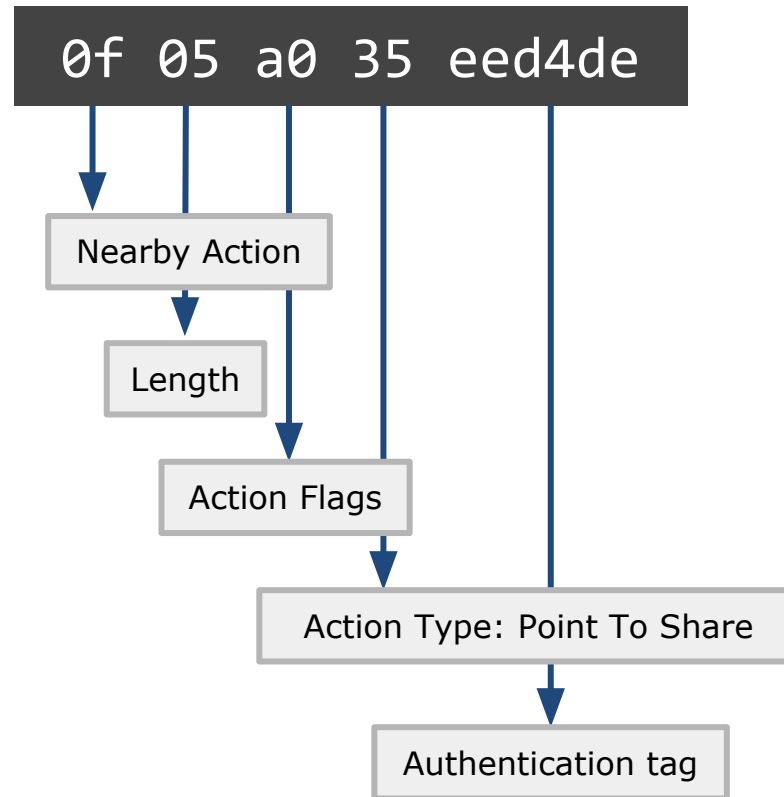 0f 05 a0 35 eed4de
Nearby Action
Length
Action Flags
Action Type: Point To Share
Authentication tag